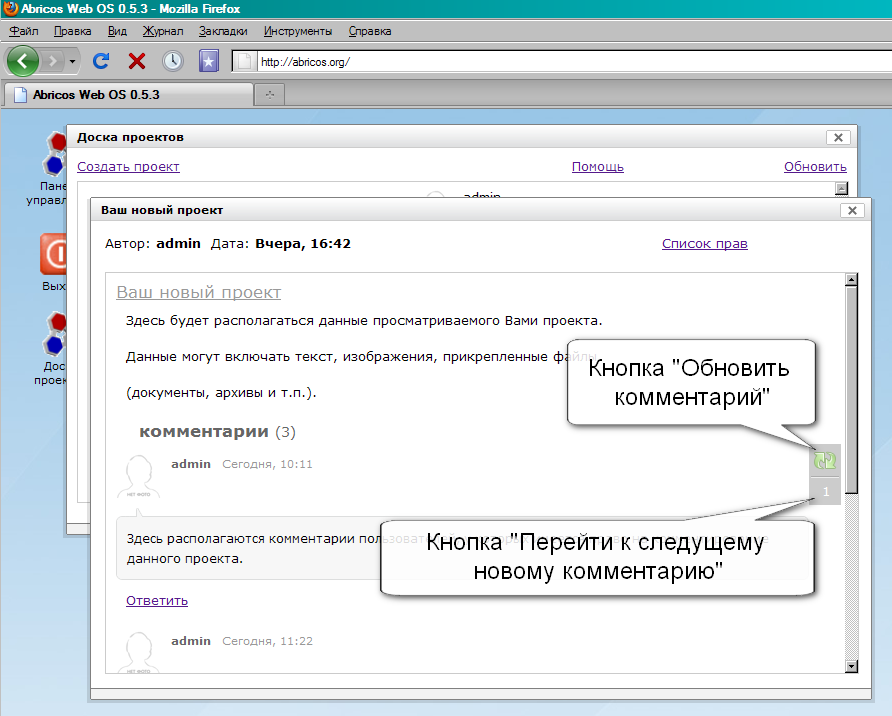 Abricos Web OS 0.5.3 - Mozilla Firefox
Файл Правка Вид Журнал Закладки Инструменты Справка
http://abricos.org/
Abricos Web OS 0.5.3
Доска проектов
Создать проект Помощь Обновить
admin
Пане
управл
Ваш новый проект
Автор: admin Дата: Вчера, 16:42 Список прав
Вых
Ваш новый проект
Здесь будет располагаться данные просматриваемого Вами проекта.
Данные могут включать текст, изображения, прикрепленные файлы
(документы, архивы и т.п.).
Дос
проек
Кнопка "Обновить
комментарий"
комментарии (3)
admin Сегодня, 10:11
НЕТ ФОТО
1
Здесь располагаются комментарии пользоват
данного проекта.
Кнопка "Перейти к следущему
новому комментарию"
Ответить
admin Сегодня, 11:22
НЕТ ФОТО